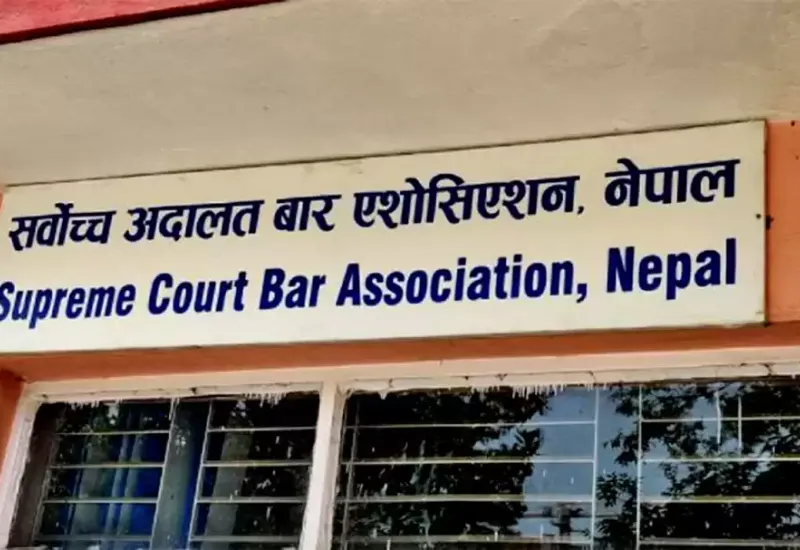 सर्वोच्च अदालत बार एशोसिएशन, नेपाल
Supreme Court Bar Association, Nepal